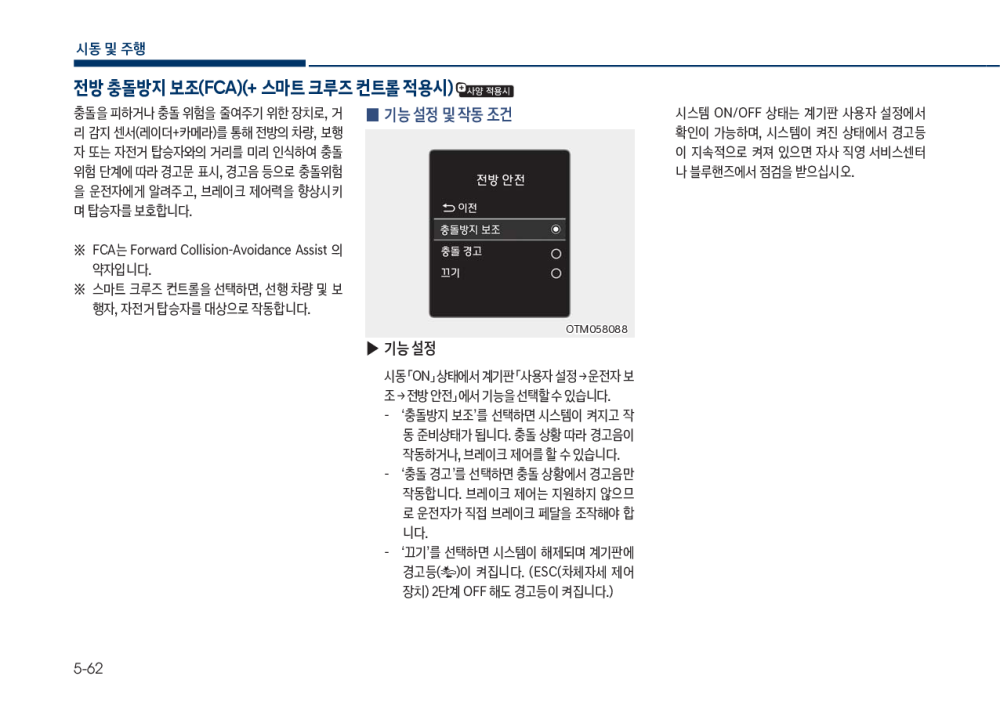 시동 및 주행
전방 충돌방지 보조(FCA)(+ 스마트 크루즈 컨트롤 적용시) 사양 적용시
충돌을 피하거나 충돌 위험을 줄여주기 위한 장치로, 거
리 감지 센서(레이더+카메라)를 통해 전방의 차량, 보행
자 또는 자전거 탑승자와의 거리를 미리 인식하여 충돌
위험 단계에 따라 경고문 표시, 경고음 등으로 충돌위험
을 운전자에게 알려주고, 브레이크 제어력을 향상시키
며 탑승자를 보호합니다.
※ FCA는 Forward Collision-Avoidance Assist 의
약자입니다.
※ 스마트 크루즈 컨트롤을 선택하면, 선행 차량 및 보
행자, 자전거 탑승자를 대상으로 작동합니다.
■ 기능 설정 및 작동 조건
전방 안전
이전
충돌방지 보조
충돌 경고
끄기
OTM058088
▶ 기능 설정
시동 「ON」 상태에서 계기판 「사용자 설정 → 운전자 보
조 → 전방 안전」에서 기능을 선택할 수 있습니다.
- ‘충돌방지 보조’를 선택하면 시스템이 켜지고 작
동 준비상태가 됩니다. 충돌 상황 따라 경고음이
작동하거나, 브레이크 제어를 할 수 있습니다.
- ‘충돌 경고’를 선택하면 충돌 상황에서 경고음만
작동합니다. 브레이크 제어는 지원하지 않으므
로 운전자가 직접 브레이크 페달을 조작해야 합
니다.
- ‘끄기’를 선택하면 시스템이 해제되며 계기판에
경고등( )이 켜집니다. (ESC(차체자세 제어
장치) 2단계 OFF 해도 경고등이 켜집니다.)
시스템 ON/OFF 상태는 계기판 사용자 설정에서
확인이 가능하며, 시스템이 켜진 상태에서 경고등
이 지속적으로 켜져 있으면 자사 직영 서비스센터
나 블루핸즈에서 점검을 받으십시오.
5-62